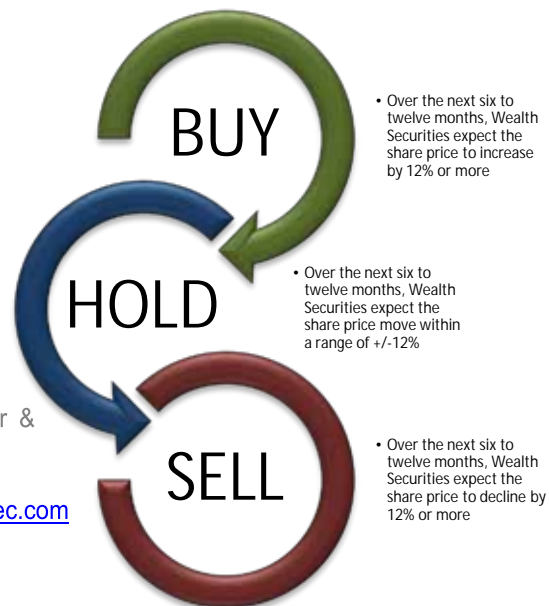 BUY
• Over the next six to
twelve months, Wealth
Securities expect the
share price to increase
by 12% or more
HOLD
• Over the next six to
twelve months, Wealth
Securities expect the
share price move within
a range of +/-12%
r &
SELL
• Over the next six to
twelve months, Wealth
Securities expect the
share price to decline by
12% or more
ec.com